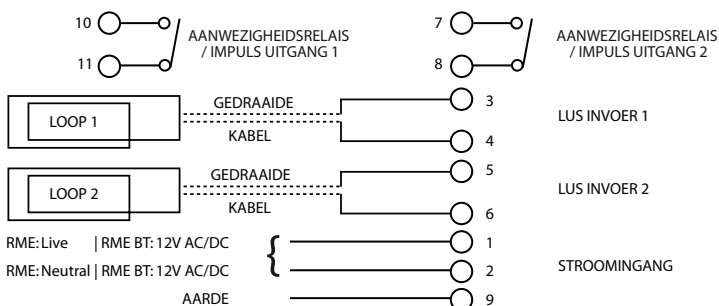 10
11
AANWEZIGHEIDSRELAIS
/ IMPULS UITGANG 1
7
8
AANWEZIGHEIDSRELAIS
/ IMPULS UITGANG 2
LOOP 1
GEDRAAIDE
KABEL
3
4
LUS INVOER 1
LOOP 2
GEDRAAIDE
KABEL
5
6
LUS INVOER 2
RME: Live | RME BT: 12V AC/DC
1
RME: Neutral | RME BT: 12V AC/DC
2
STROOMINGANG
AARDE
9